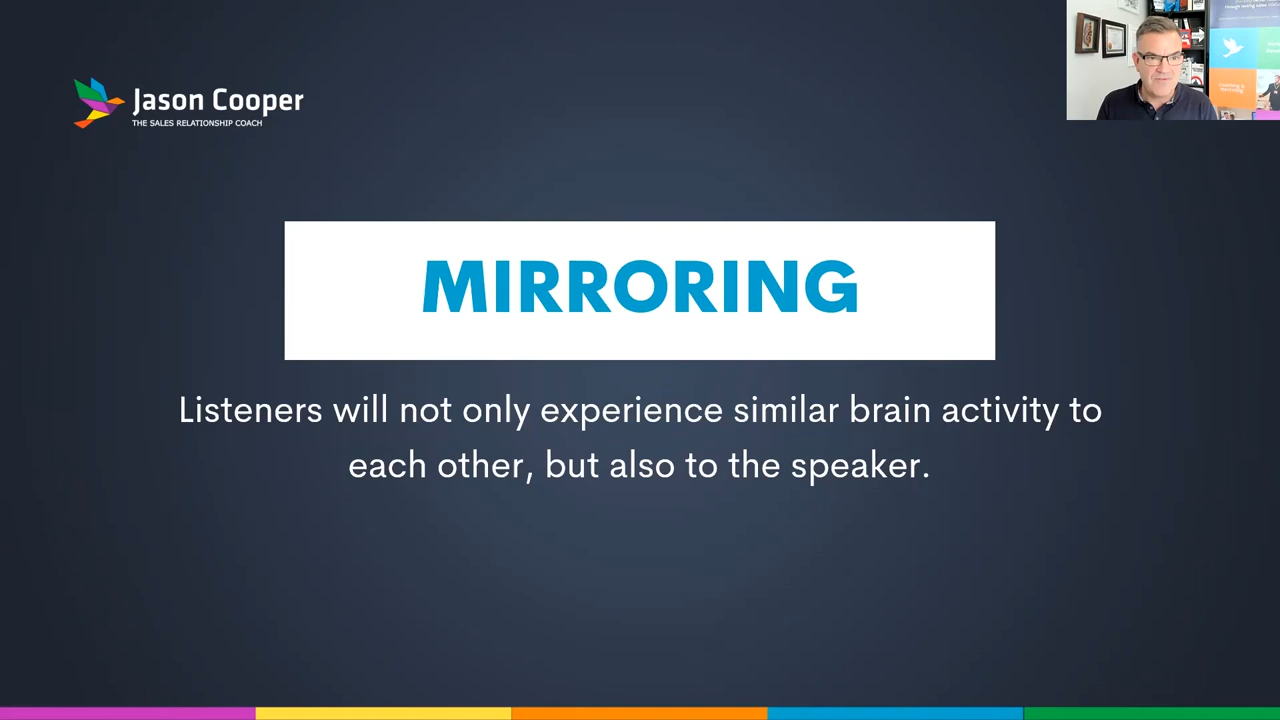 Jason Cooper
THE SALES RELATIONSHIP COACH
MIRRORING
Listeners will not only experience similar brain activity to
each other, but also to the speaker.